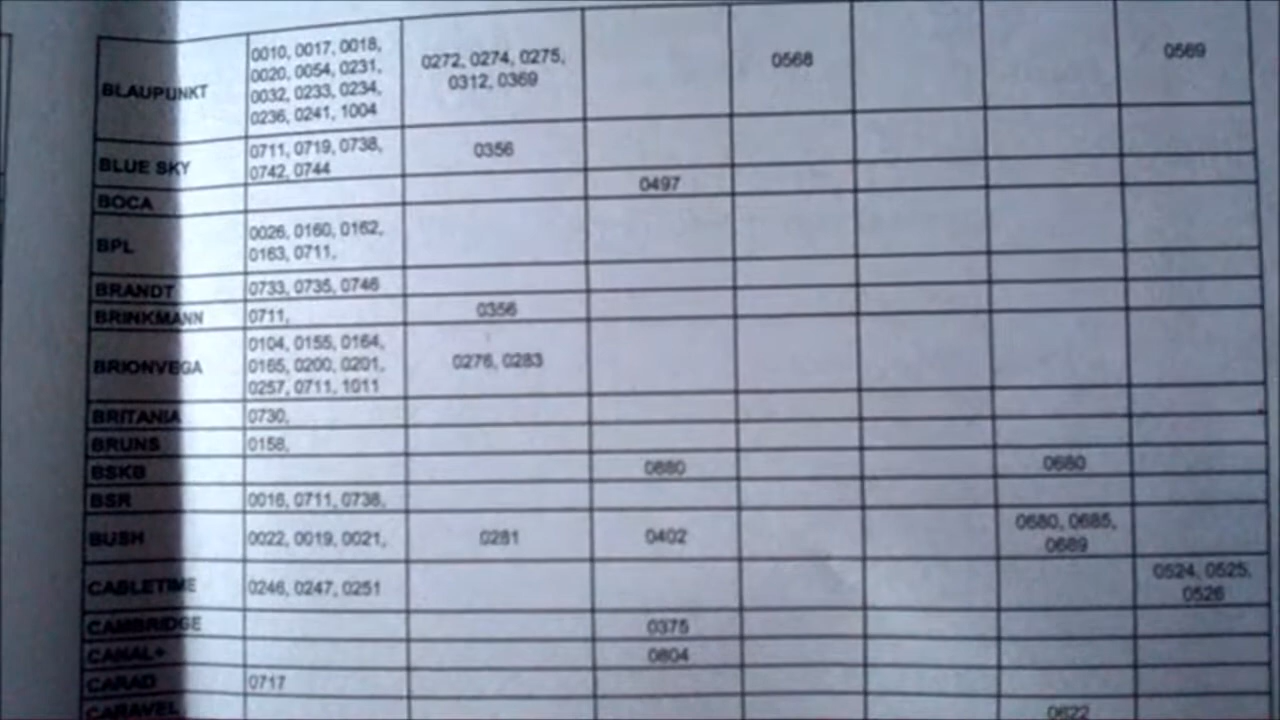 BLAUPUNKT
0010, 0017, 0018,
0020, 0054, 0231,
0032, 0233, 0234,
0236, 0241, 1004
0272, 0274, 0275,
0312, 0369
0568
0569
BLUE SKY
0711, 0719, 0738,
0742, 0744
0356
BOCA
0497
BPL
0026, 0160, 0162,
0163, 0711,
BRANDT
0733, 0735, 0746
BRINKMANN
0711,
0356
BRIONVEGA
0104, 0155, 0164,
0165, 0200, 0201,
0257, 0711, 1011
0276, 0283
BRITANIA
0730,
BRUNS
0158,
BSKB
0680
0680
BSR
0016, 0711, 0738,
BUSH
0022, 0019, 0021,
0281
0402
0680, 0685,
0689
CABLETIME
0246, 0247, 0251
0524, 0525,
0526
CAMBRIDGE
0375
CANAL+
0804
CARAD
0717
CARAVEL
0622